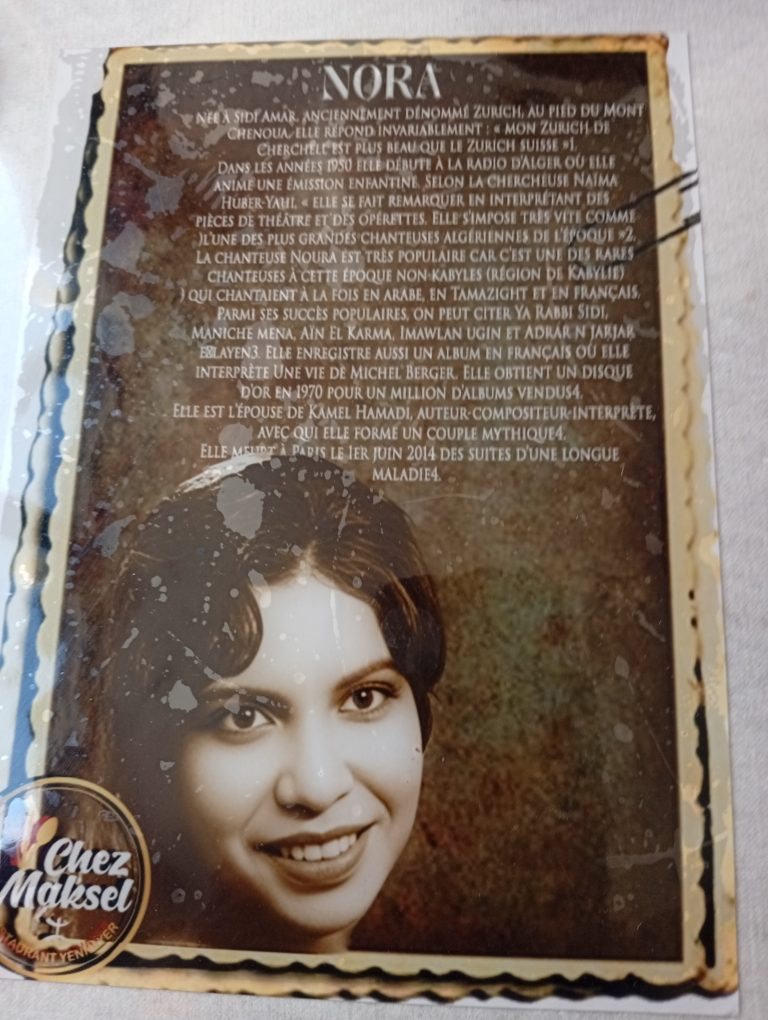 NORA
NÉE À SIDI AMAR, ANCIENNEMENT DÉNOMMÉ ZURICH, AU PIED DU MONT
CHENOUA, ELLE RÉPOND INVARIABLEMENT : « MON ZURICH DE
CHERCHELL EST PLUS BEAU QUE LE ZURICH SUISSE »1.
DANS LES ANNÉES 1950 ELLE DÉBUTE À LA RADIO D'ALGER OÙ ELLE
ANIME UNE ÉMISSION ENFANTINE. SELON LA CHERCHEUSE NAÏMA
HUBER-YAHI, « ELLE SE FAIT REMARQUER EN INTERPRÉTANT DES
PIÈCES DE THÉÂTRE ET DES OPÉRETTES. ELLE S'IMPOSE TRÈS VITE COMME
)L'UNE DES PLUS GRANDES CHANTEUSES ALGÉRIENNES DE L'ÉPOQUE »2.
LA CHANTEUSE NOURA EST TRÈS POPULAIRE CAR C'EST UNE DES RARES
CHANTEUSES À CETTE ÉPOQUE NON-KABYLES (RÉGION DE KABYLIE)
) QUI CHANTAIENT À LA FOIS EN ARABE, EN TAMAZIGHT ET EN FRANÇAIS.
PARMI SES SUCCÈS POPULAIRES, ON PEUT CITER YA RABBI SIDI,
MANICHE MENA, AÏN EL KARMA, IMAWLAN UGIN ET ADRAR N JARJAR
3. ELLE ENREGISTRE AUSSI UN ALBUM EN FRANÇAIS OÙ ELLE
INTERPRÈTE UNE VIE DE MICHEL BERGER. ELLE OBTIENT UN DISQUE
D'OR EN 1970 POUR UN MILLION D'ALBUMS VENDUS4.
ELLE EST L'ÉPOUSE DE KAMEL HAMADI, AUTEUR-COMPOSITEUR-INTERPRÈTE,
AVEC QUI ELLE FORME UN COUPLE MYTHIQUE4.
ELLE MEURT À PARIS LE 1ER JUIN 2014 DES SUITES D'UNE LONGUE
MALADIE4.
Chez
Maksel